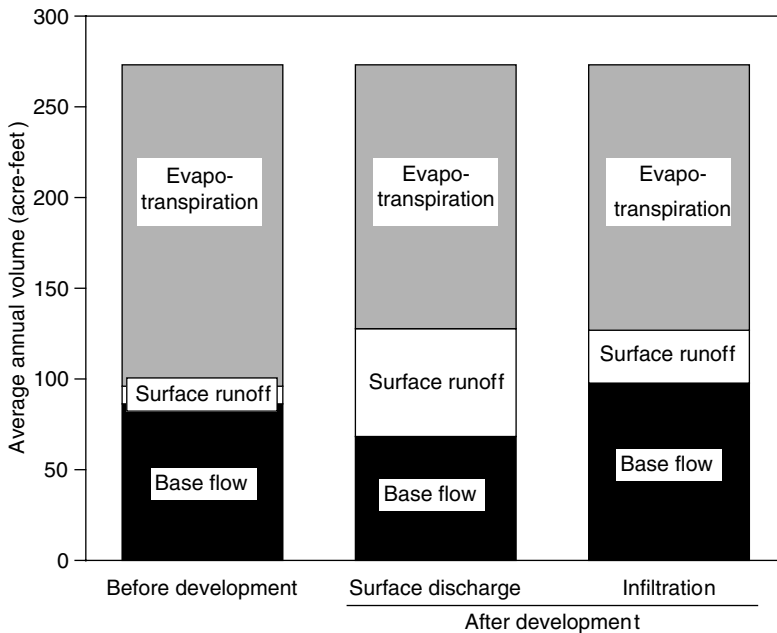 Average annual volume (acre-feet)
300
250
200
150
100
50
0
Evapo-
transpiration
Surface runoff
Base flow
Evapo-
transpiration
Surface runoff
Base flow
Evapo-
transpiration
Surface runoff
Base flow
Before development
Surface discharge
Infiltration
After development